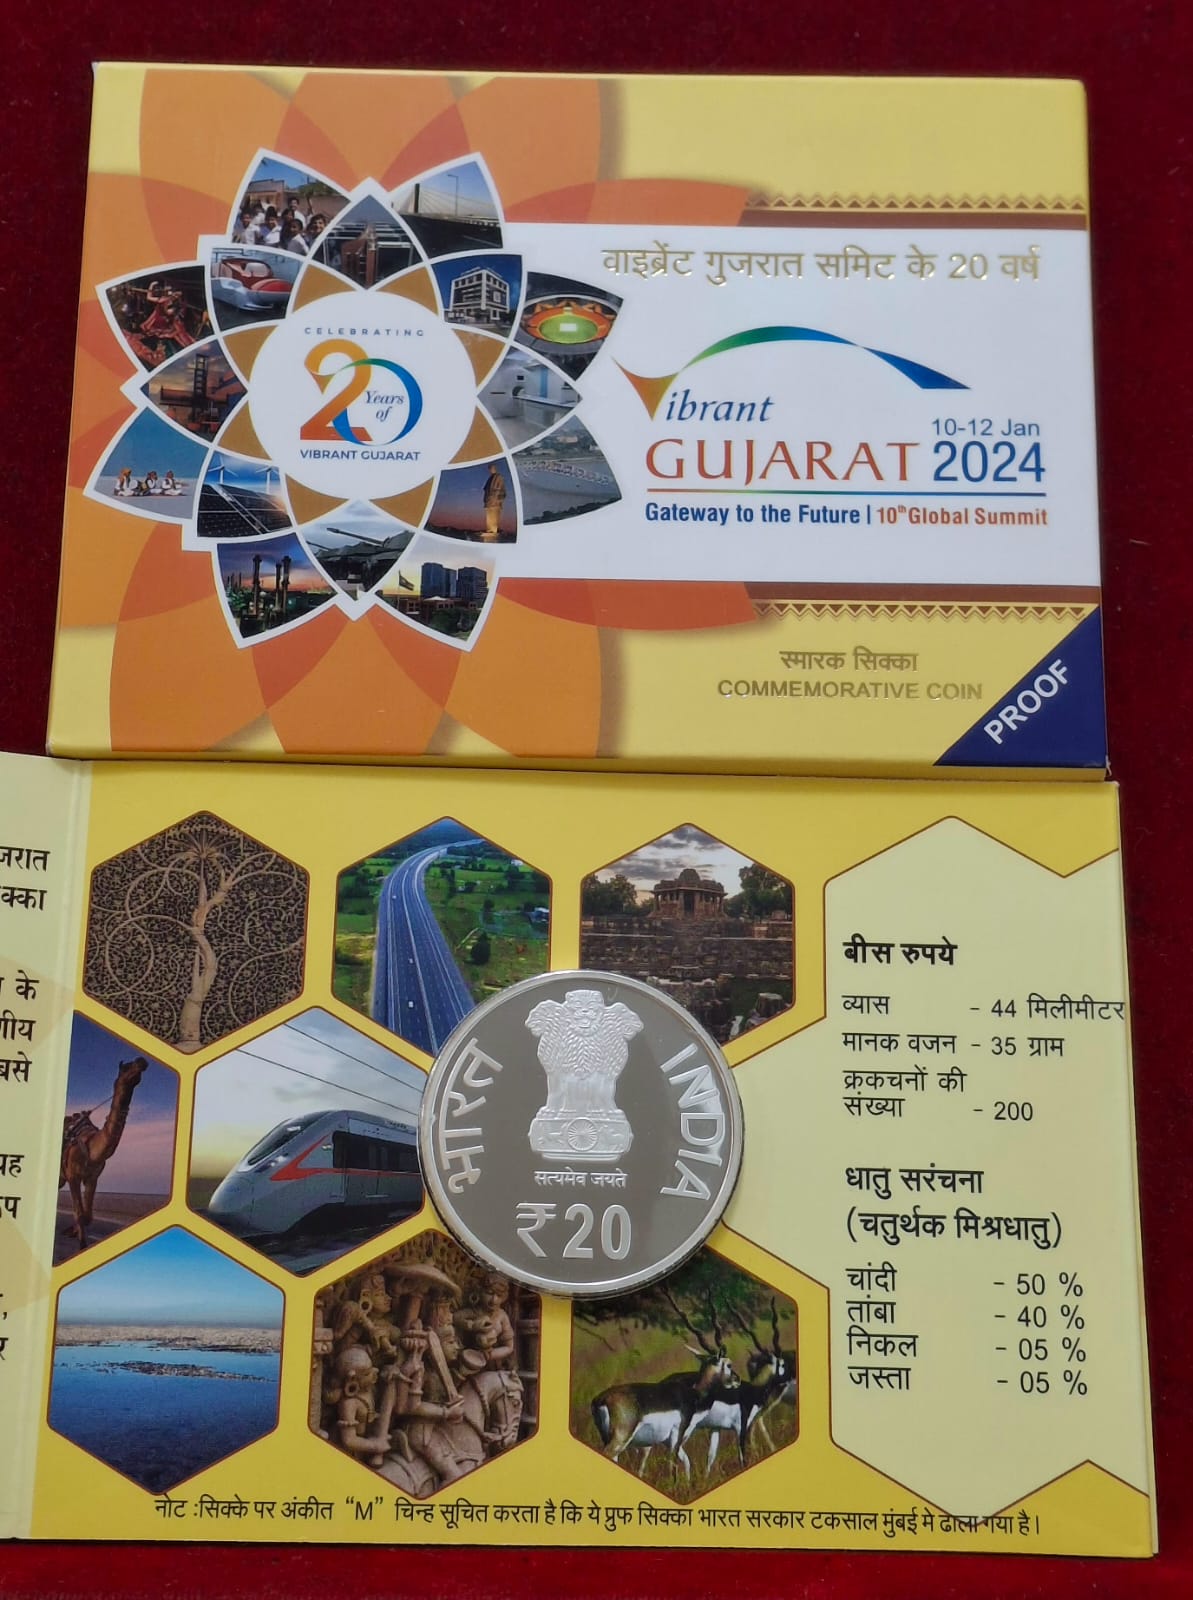 वाइब्रेंट गुजरात समिट के 20 वर्ष
CELEBRATING
20
Years
of
VIBRANT GUJARAT
Vibrant
GUJARAT
10-12 Jan
2024
Gateway to the Future | 10th Global Summit
स्मारक सिक्का
COMMEMORATIVE COIN
PROOF
के
यह
भारत
INDIA
सत्यमेव जयते
₹20
बीस रुपये
व्यास - 44 मिलीमीटर
मानक वजन - 35 ग्राम
क्रकचनों की
संख्या - 200
धातु सरंचना
(चतुर्थक मिश्रधातु)
चांदी - 50 %
तांबा - 40 %
निकल - 05 %
जस्ता - 05 %
नोट :सिक्के पर अंकीत “M” चिन्ह सूचित करता है कि ये प्रुफ सिक्का भारत सरकार टकसाल मुंबई मे ढाला गया है।